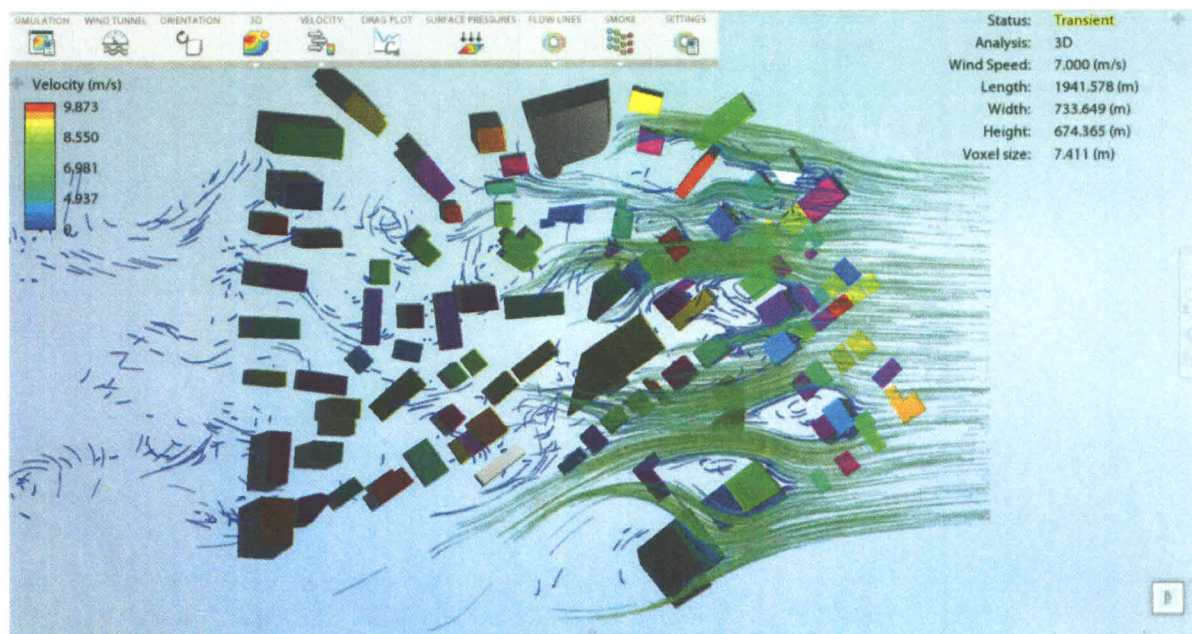 SIMULATION WIND TUNNEL ORIENTATION 3D VELOCITY DRAG PLOT SURFACE PRESSURES FLOW LINES SMOKE SETTINGS
Status: Transient
Analysis: 3D
Wind Speed: 7.000 (m/s)
Length: 1941.578 (m)
Width: 733.649 (m)
Height: 674.365 (m)
Voxel size: 7.411 (m)
Velocity (m/s)
9.873
8.550
6.981
4.937
0